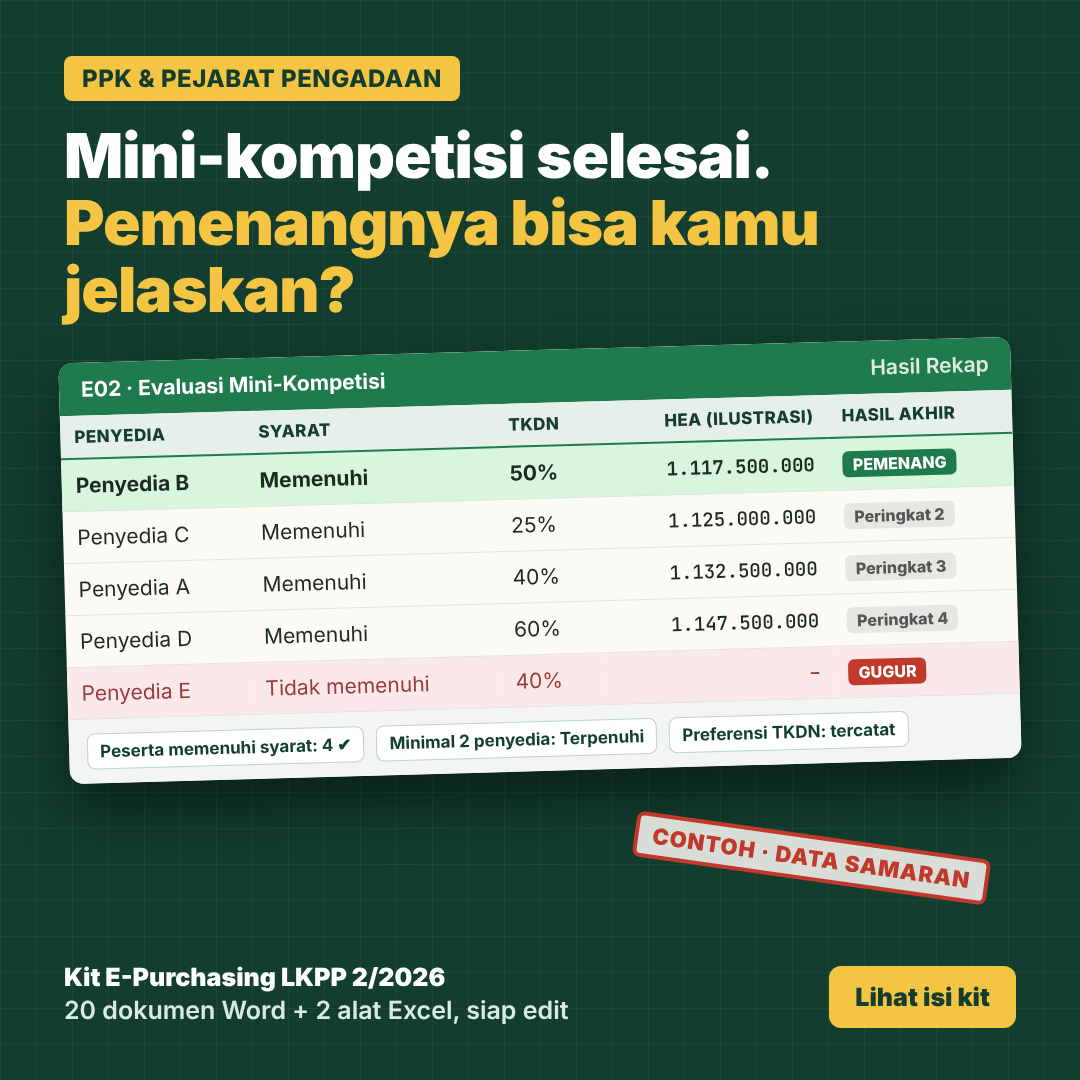 PPK & PEJABAT PENGADAAN
Mini-kompetisi selesai.
Pemenangnya bisa kamu
jelaskan?
E02 · Evaluasi Mini-Kompetisi Hasil Rekap
PENYEDIA SYARAT TKDN HEA (ILUSTRASI) HASIL AKHIR
Penyedia B Memenuhi 50% 1.117.500.000 PEMENANG
Penyedia C Memenuhi 25% 1.125.000.000 Peringkat 2
Penyedia A Memenuhi 40% 1.132.500.000 Peringkat 3
Penyedia D Memenuhi 60% 1.147.500.000 Peringkat 4
Penyedia E Tidak memenuhi 40% – GUGUR
Peserta memenuhi syarat: 4 ✔ Minimal 2 penyedia: Terpenuhi Preferensi TKDN: tercatat
CONTOH · DATA SAMARAN
Kit E-Purchasing LKPP 2/2026
20 dokumen Word + 2 alat Excel, siap edit
Lihat isi kit